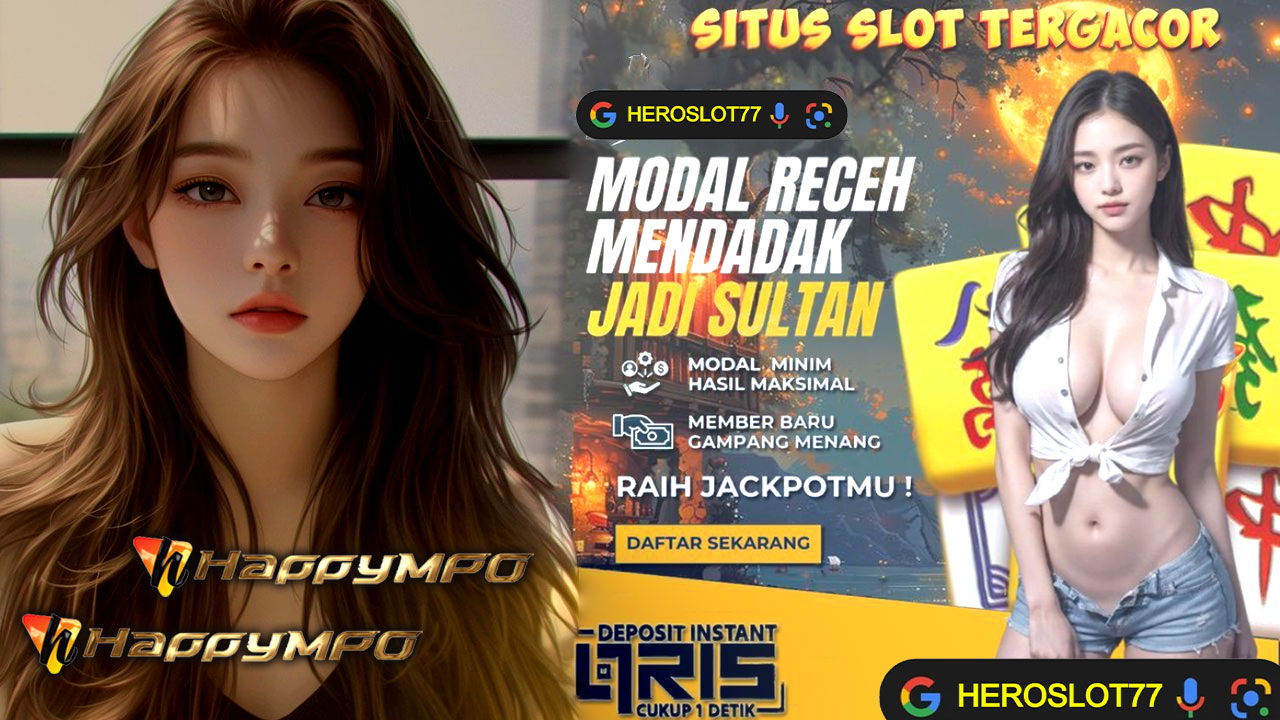 SITUS SLOT TERGACOR
HEROSLOT77
MODAL RECEH
MENDADAK
JADI SULTAN
MODAL MINIM
HASIL MAKSIMAL
MEMBER BARU
GAMPANG MENANG
RAIH JACKPOTMU !
DAFTAR SEKARANG
HappyMPO
HappyMPO
DEPOSIT INSTANT
QRIS
CUKUP 1 DETIK
HEROSLOT77